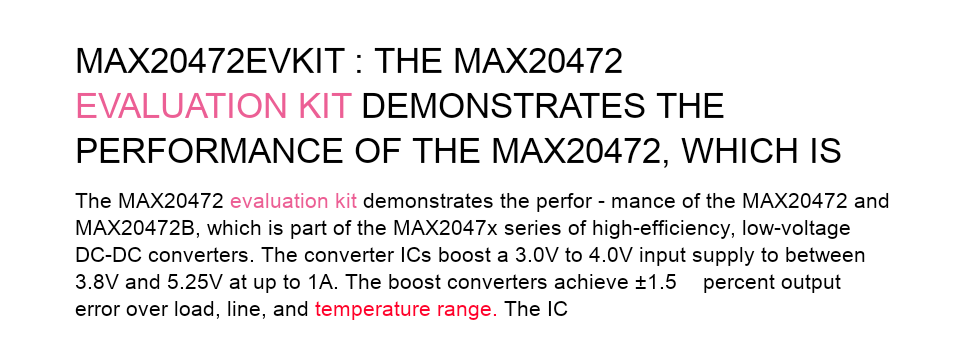 MAX20472EVKIT : THE MAX20472
EVALUATION KIT DEMONSTRATES THE
PERFORMANCE OF THE MAX20472, WHICH IS
The MAX20472 evaluation kit demonstrates the perfor - mance of the MAX20472 and
MAX20472B, which is part of the MAX2047x series of high-efficiency, low-voltage
DC-DC converters. The converter ICs boost a 3.0V to 4.0V input supply to between
3.8V and 5.25V at up to 1A. The boost converters achieve ±1.5 percent output
error over load, line, and temperature range. The IC